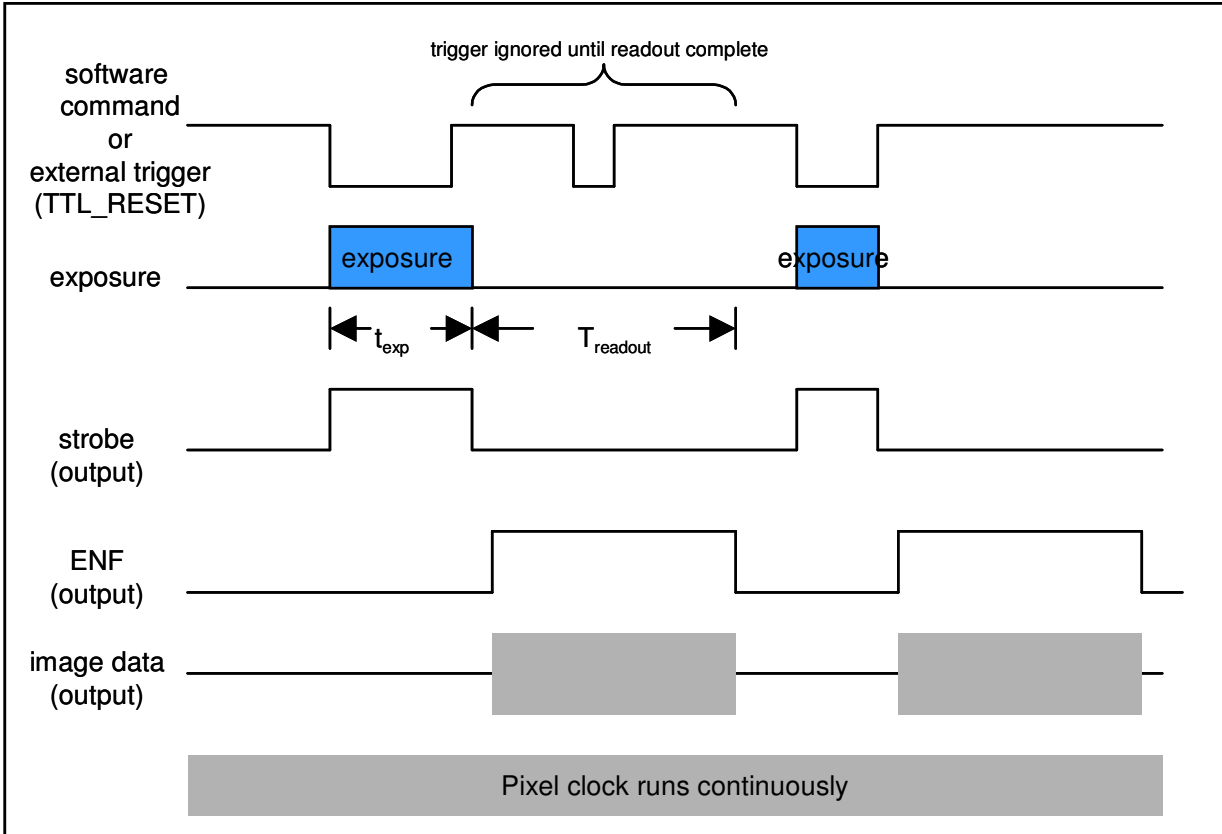 trigger ignored until readout complete
software
command
or
external trigger
(TTL_RESET)
exposure
exposure
exposure
t_exp
T_readout
strobe
(output)
ENF
(output)
image data
(output)
Pixel clock runs continuously